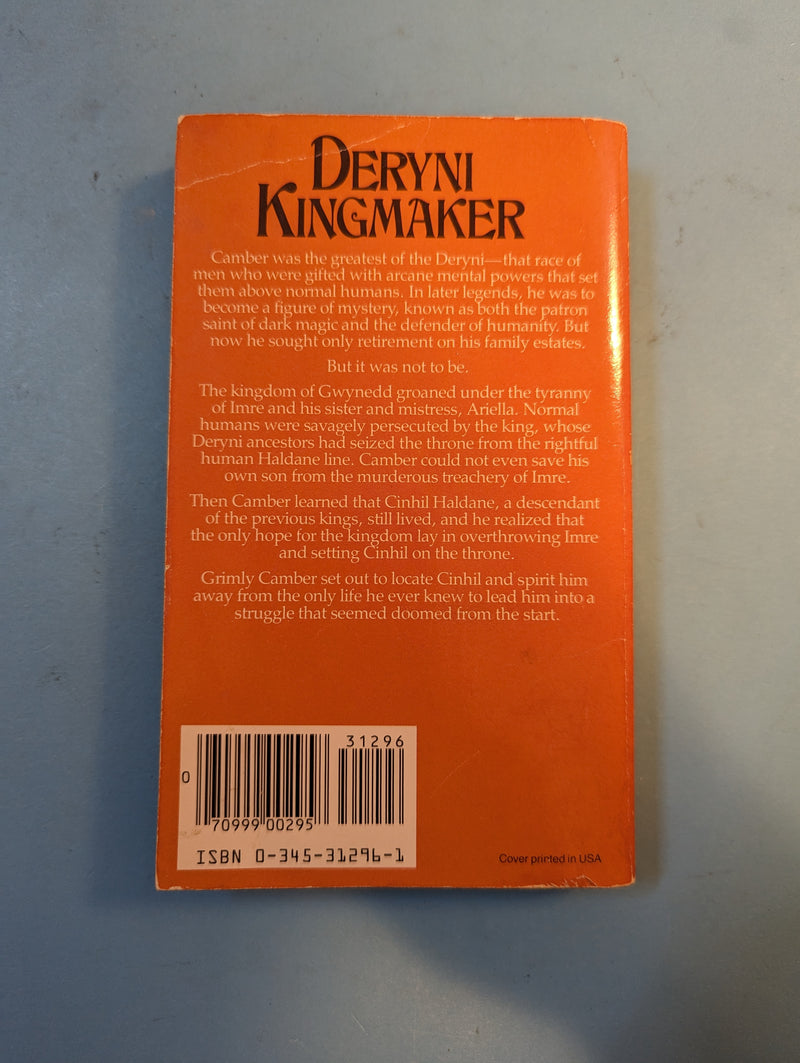 DERYNI
KINGMAKER
Camber was the greatest of the Deryni—that race of
men who were gifted with arcane mental powers that set
them above normal humans. In later legends, he was to
become a figure of mystery, known as both the patron
saint of dark magic and the defender of humanity. But
now he sought only retirement on his family estates.
But it was not to be.
The kingdom of Gwynedd groaned under the tyranny
of Imre and his sister and mistress, Ariella. Normal
humans were savagely persecuted by the king, whose
Deryni ancestors had seized the throne from the rightful
human Haldane line. Camber could not even save his
own son from the murderous treachery of Imre.
Then Camber learned that Cinhil Haldane, a descendant
of the previous kings, still lived, and he realized that
the only hope for the kingdom lay in overthrowing Imre
and setting Cinhil on the throne.
Grimly Camber set out to locate Cinhil and spirit him
away from the only life he ever knew to lead him into a
struggle that seemed doomed from the start.
31296
0
70999 00295
ISBN 0-345-31296-1
Cover printed in USA